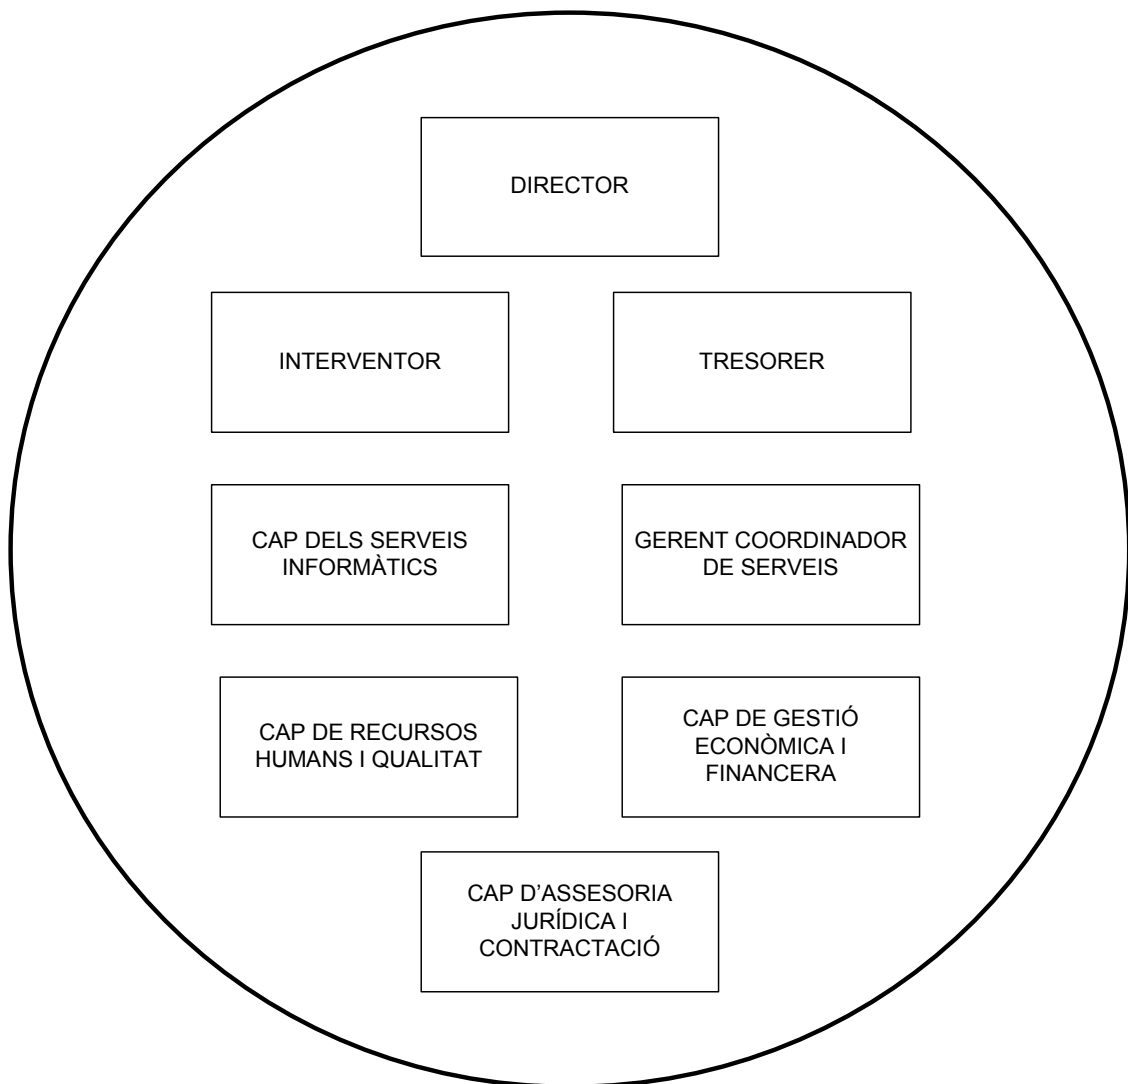 DIRECTOR
INTERVENTOR
TRESORER
CAP DELS SERVEIS
INFORMÀTICS
GERENT COORDINADOR
DE SERVEIS
CAP DE RECURSOS
HUMANS I QUALITAT
CAP DE GESTIÓ
ECONÒMICA I
FINANCERA
CAP D’ASSESORIA
JURÍDICA I
CONTRACTACIÓ